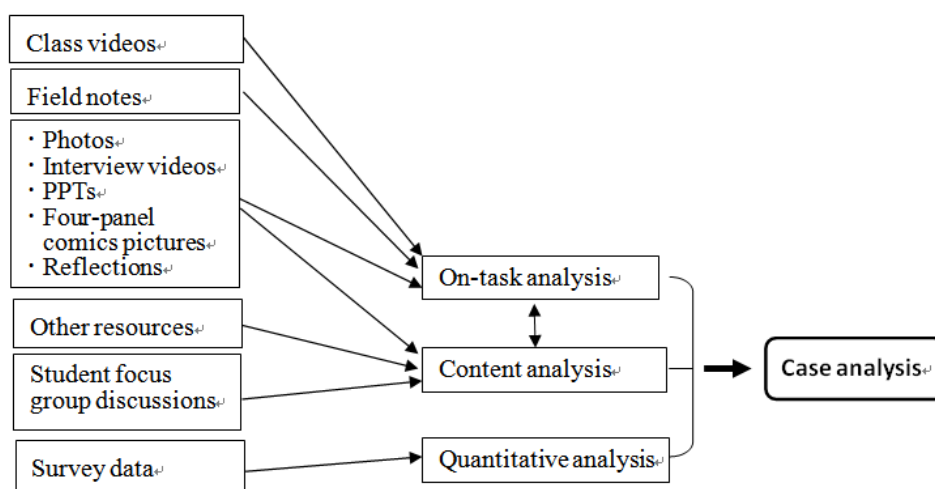 Class videos
Field notes
・Photos
・Interview videos
・PPTs
・Four-panel
comics pictures
・Reflections
Other resources
Student focus
group discussions
Survey data
On-task analysis
Content analysis
Quantitative analysis
Case analysis